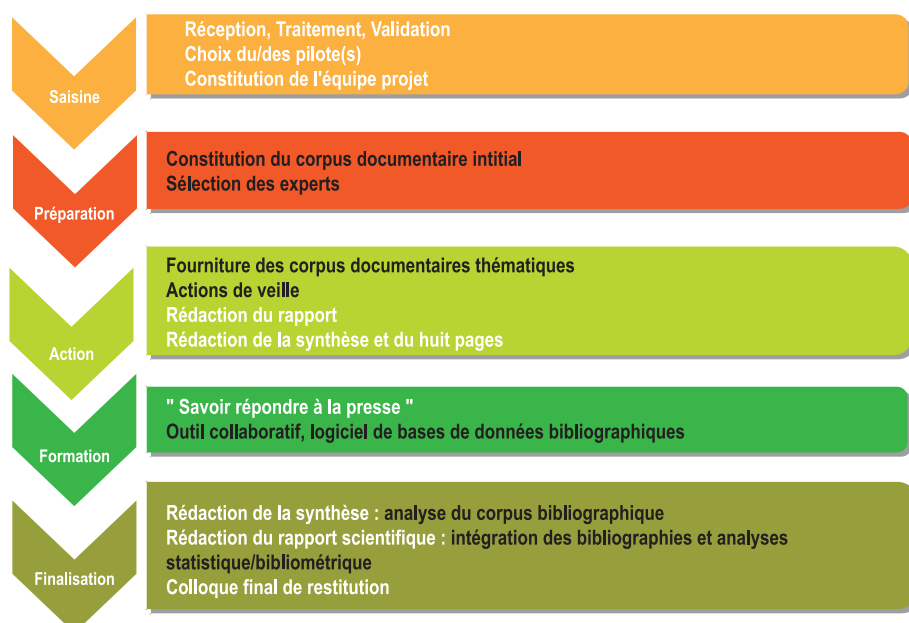 Saisine
Réception, Traitement, Validation
Choix du/des pilote(s)
Constitution de l'équipe projet
Préparation
Constitution du corpus documentaire intitial
Sélection des experts
Action
Fourniture des corpus documentaires thématiques
Actions de veille
Rédaction du rapport
Rédaction de la synthèse et du huit pages
Formation
" Savoir répondre à la presse "
Outil collaboratif, logiciel de bases de données bibliographiques
Finalisation
Rédaction de la synthèse : analyse du corpus bibliographique
Rédaction du rapport scientifique : intégration des bibliographies et analyses
statistique/bibliométrique
Colloque final de restitution